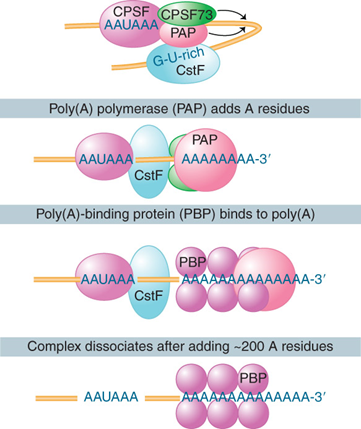 CPSF CPSF73
AAUAAA PAP
G-U-rich
CstF
Poly(A) polymerase (PAP) adds A residues
PAP
AAUAAA AAAAAAAA-3′
CstF
Poly(A)-binding protein (PBP) binds to poly(A)
PBP
AAUAAA AAAAAAAAAAAAAA-3′
CstF
Complex dissociates after adding ~200 A residues
PBP
AAUAAA AAAAAAAAAAAAAA-3′